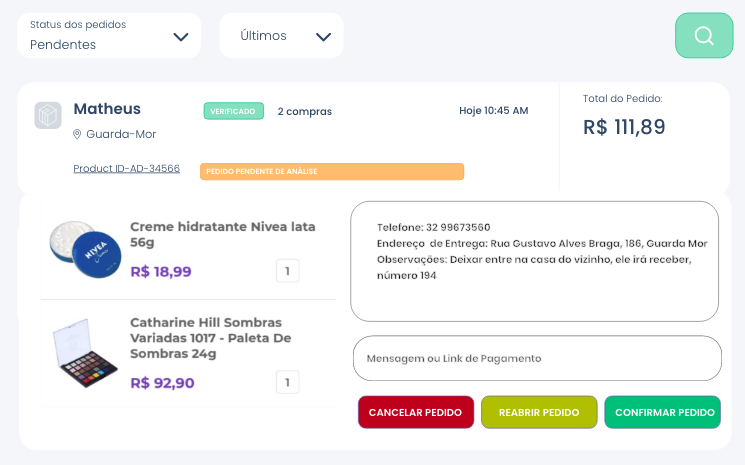 Status dos pedidos
Pendentes
Últimos
Matheus
VERIFICADO
2 compras
Hoje 10:45 AM
Total do Pedido:
R$ 111,89
Guarda-Mor
Product ID-AD-34566
PEDIDO PENDENTE DE ANÁLISE
NIVEA
Creme
Creme hidratante Nivea lata
56g
R$ 18,99
1
Catharine Hill Sombras
Variadas 1017 - Paleta De
Sombras 24g
R$ 92,90
1
Telefone: 32 99673560
Endereço de Entrega: Rua Gustavo Alves Braga, 186, Guarda Mor
Observações: Deixar entre na casa do vizinho, ele irá receber,
número 194
Mensagem ou Link de Pagamento
CANCELAR PEDIDO
REABRIR PEDIDO
CONFIRMAR PEDIDO